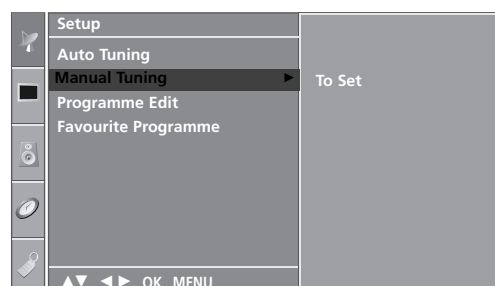 Setup
Auto Tuning
Manual Tuning ►
To Set
Programme Edit
Favourite Programme
▲▼ ◄► OK MENU